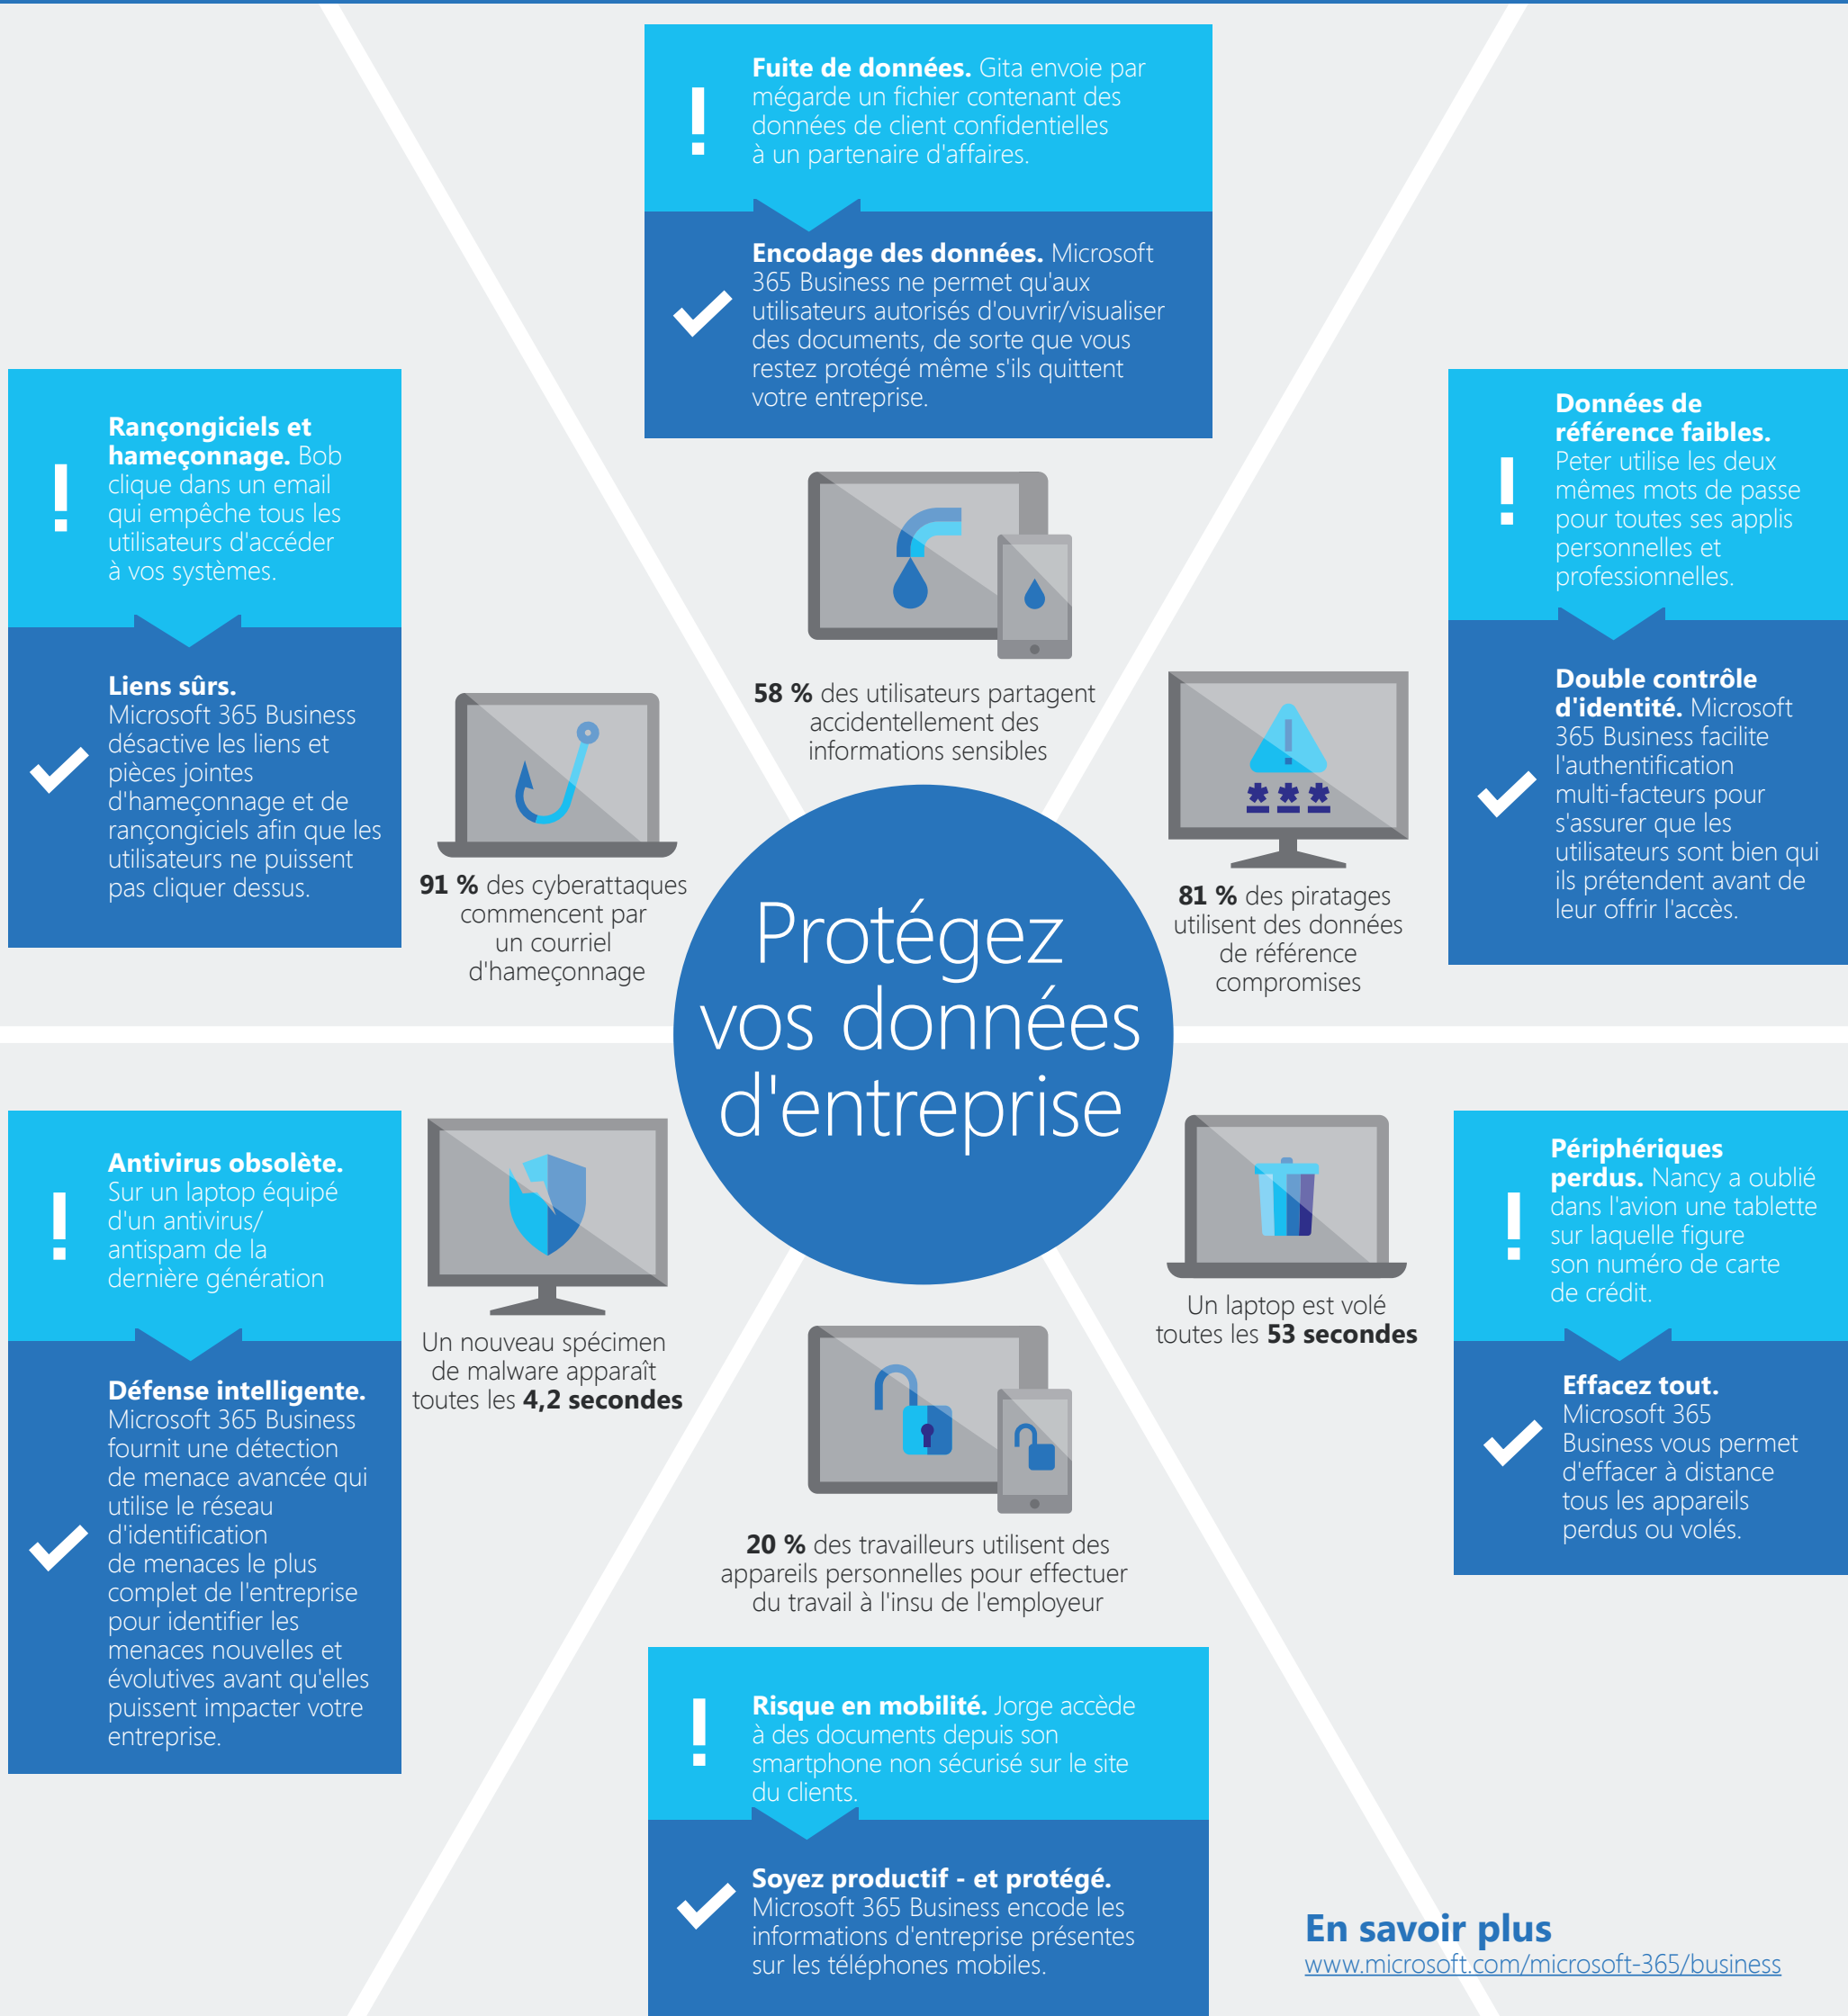 Fuite de données. Gita envoie par
mégarde un fichier contenant des
données de client confidentielles
à un partenaire d'affaires.
Encodage des données. Microsoft
365 Business ne permet qu'aux
utilisateurs autorisés d'ouvrir/visualiser
des documents, de sorte que vous
restez protégé même s'ils quittent
votre entreprise.
58 % des utilisateurs partagent
accidentellement des
informations sensibles
Rançongiciels et
hameçonnage. Bob
clique dans un email
qui empêche tous les
utilisateurs d'accéder
à vos systèmes.
Liens sûrs.
Microsoft 365 Business
désactive les liens et
pièces jointes
d'hameçonnage et de
rançongiciels afin que les
utilisateurs ne puissent
pas cliquer dessus.
91 % des cyberattaques
commencent par
un courriel
d'hameçonnage
Données de
référence faibles.
Peter utilise les deux
mêmes mots de passe
pour toutes ses applis
personnelles et
professionnelles.
Double contrôle
d'identité. Microsoft
365 Business facilite
l'authentification
multi-facteurs pour
s'assurer que les
utilisateurs sont bien qui
ils prétendent avant de
leur offrir l'accès.
***
81 % des piratages
utilisent des données
de référence
compromises
Protégez
vos données
d'entreprise
Antivirus obsolète.
Sur un laptop équipé
d'un antivirus/
antispam de la
dernière génération
Défense intelligente.
Microsoft 365 Business
fournit une détection
de menace avancée qui
utilise le réseau
d'identification
de menaces le plus
complet de l'entreprise
pour identifier les
menaces nouvelles et
évolutives avant qu'elles
puissent impacter votre
entreprise.
Un nouveau spécimen
de malware apparaît
toutes les 4,2 secondes
Un laptop est volé
toutes les 53 secondes
Périphériques
perdus. Nancy a oublié
dans l'avion une tablette
sur laquelle figure
son numéro de carte
de crédit.
Effacez tout.
Microsoft 365
Business vous permet
d'effacer à distance
tous les appareils
perdus ou volés.
20 % des travailleurs utilisent des
appareils personnelles pour effectuer
du travail à l'insu de l'employeur
Risque en mobilité. Jorge accède
à des documents depuis son
smartphone non sécurisé sur le site
du clients.
Soyez productif - et protégé.
Microsoft 365 Business encode les
informations d'entreprise présentes
sur les téléphones mobiles.
En savoir plus
www.microsoft.com/microsoft-365/business